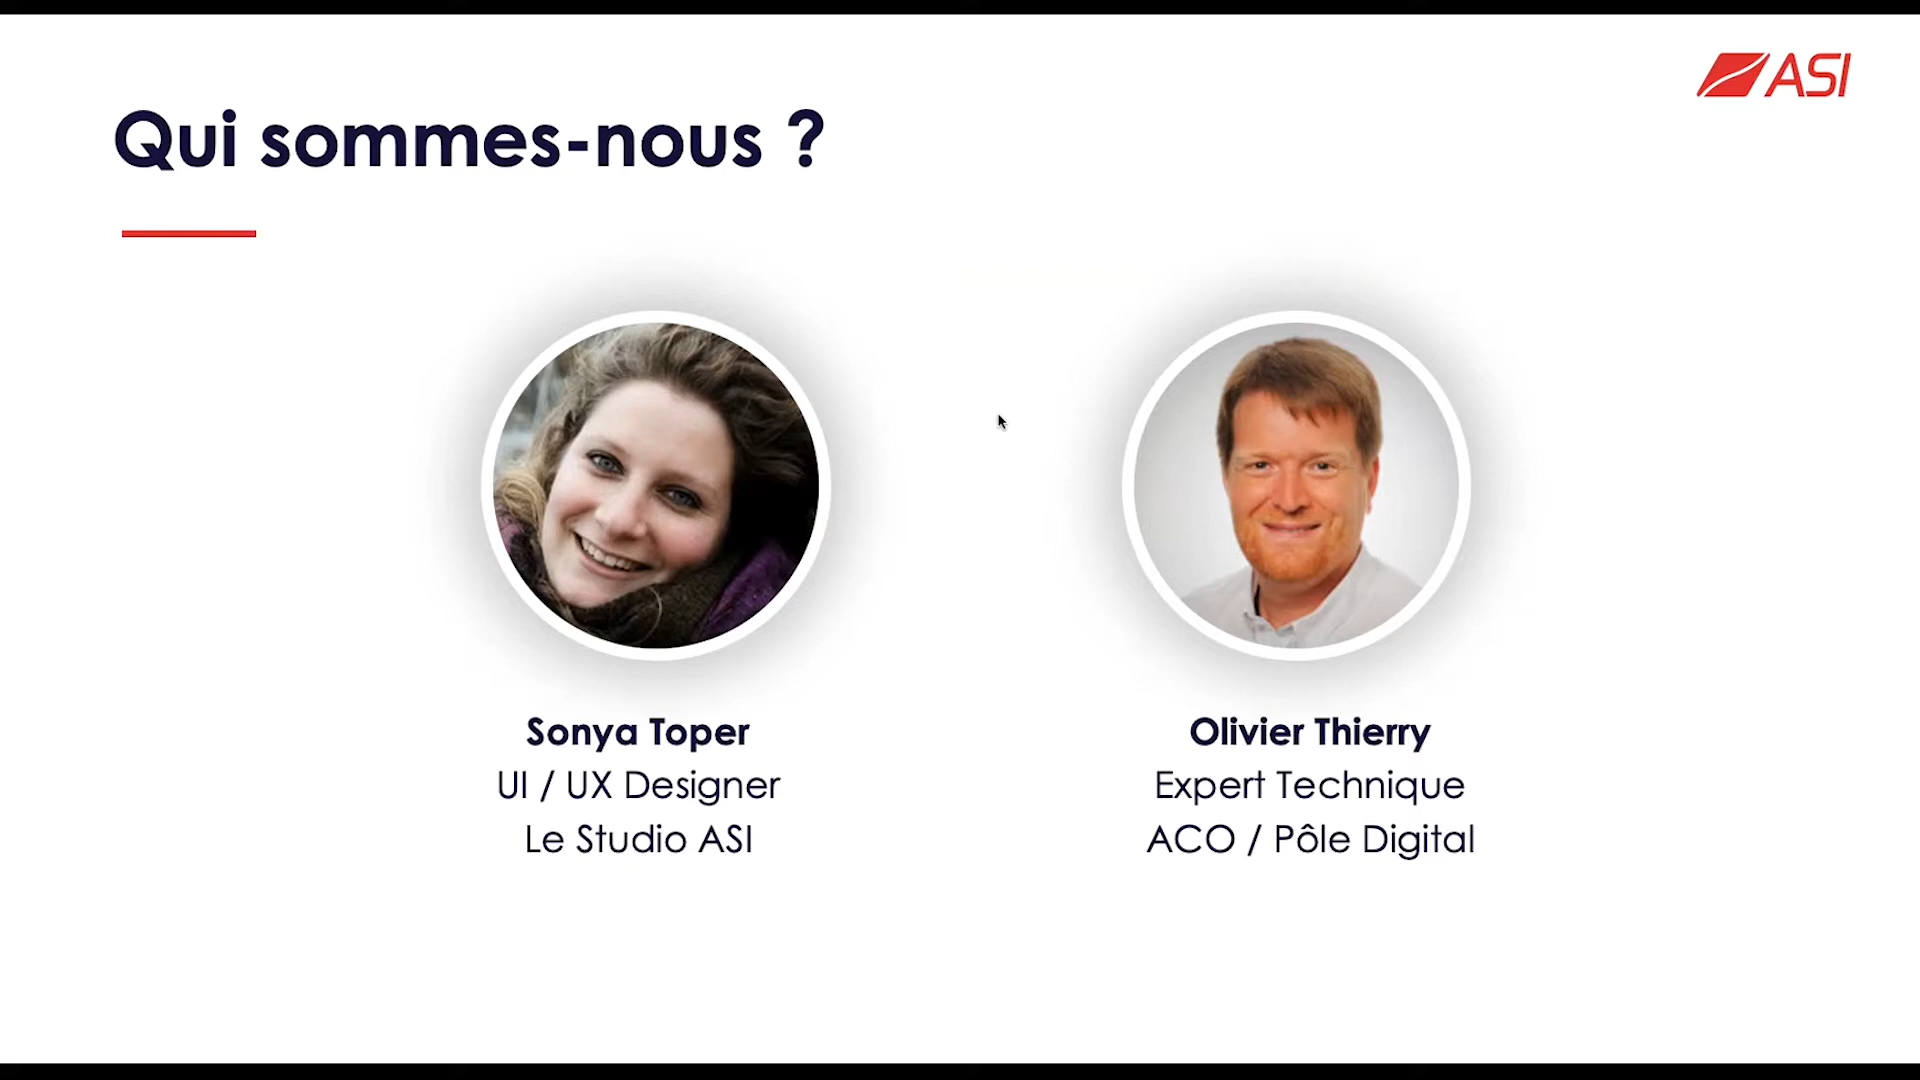 ASI
Qui sommes-nous ?
Sonya Toper
UI / UX Designer
Le Studio ASI
Olivier Thierry
Expert Technique
ACO / Pôle Digital